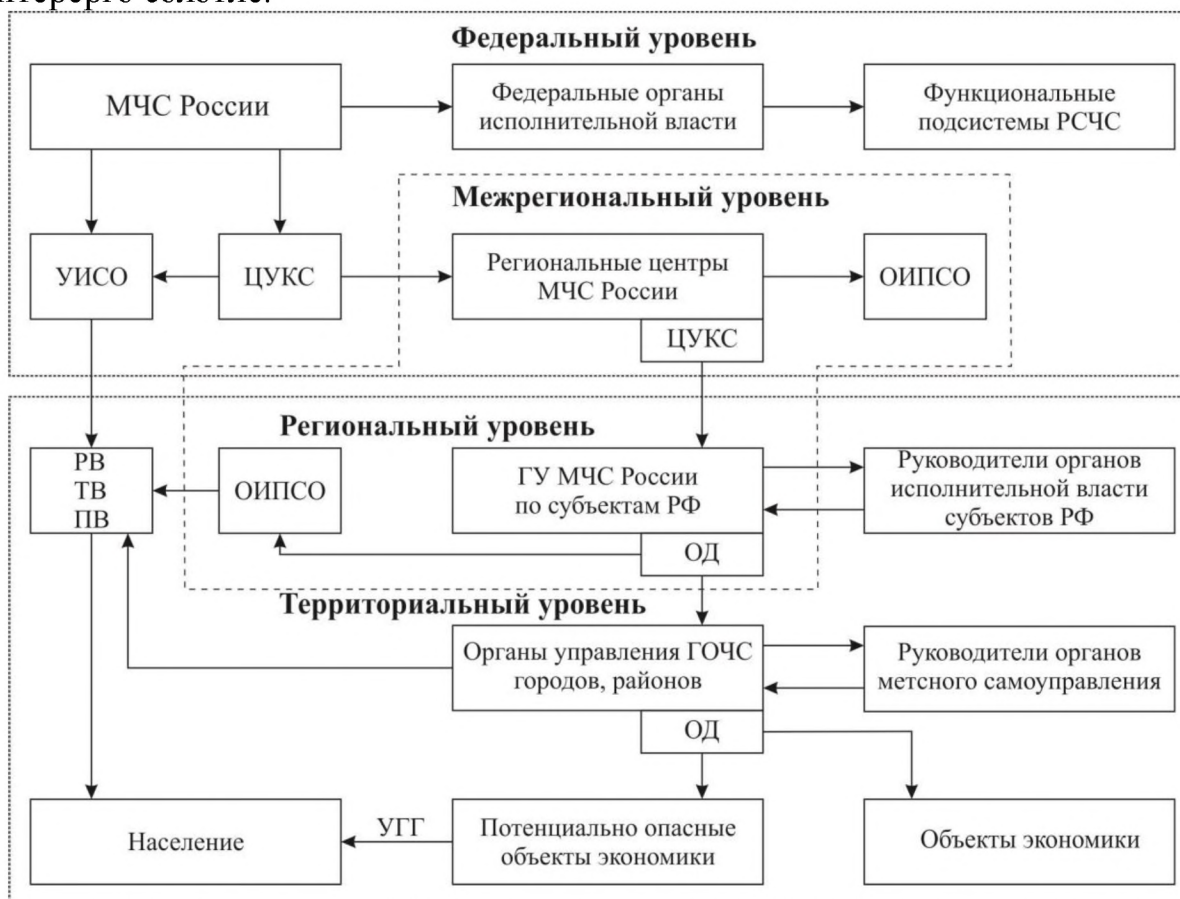 Федеральный уровень
МЧС России
Федеральные органы
исполнительной власти
Функциональные
подсистемы РСЧС
Межрегиональный уровень
УИСО
ЦУКС
Региональные центры
МЧС России
ОИПСО
ЦУКС
Региональный уровень
РВ
ТВ
ПВ
ОИПСО
ГУ МЧС России
по субъектам РФ
Руководители органов
исполнительной власти
субъектов РФ
ОД
Территориальный уровень
Органы управления ГОЧС
городов, районов
Руководители органов
метсного самоуправления
ОД
Население
УГГ
Потенциально опасные
объекты экономики
Объекты экономики